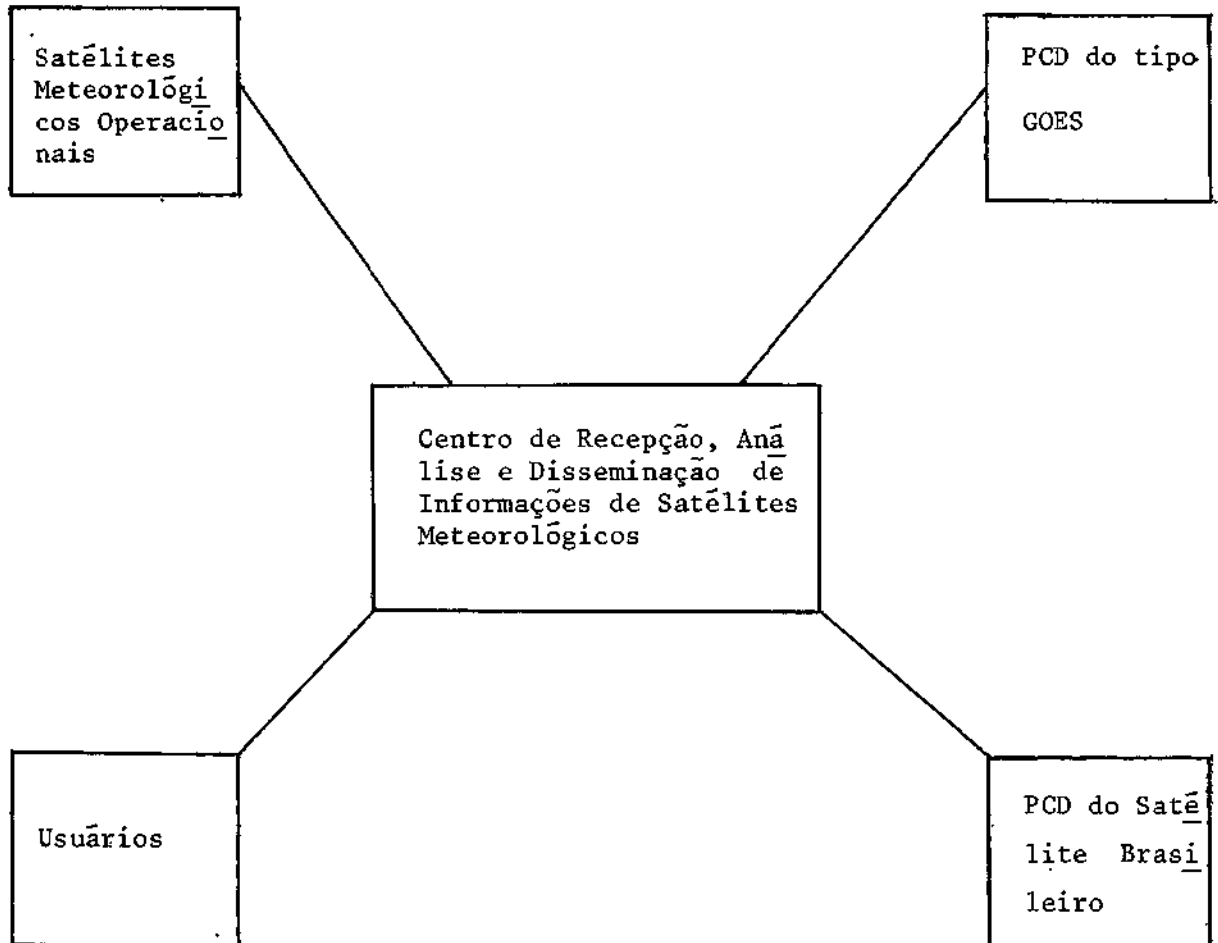 Satélites
Meteorológi
cos Operacio
nais
PCD do tipo
GOES
Centro de Recepção, Aná
lise e Disseminação de
Informações de Satélites
Meteorológicos
Usuários
PCD do Saté
lite Brasi
leiro